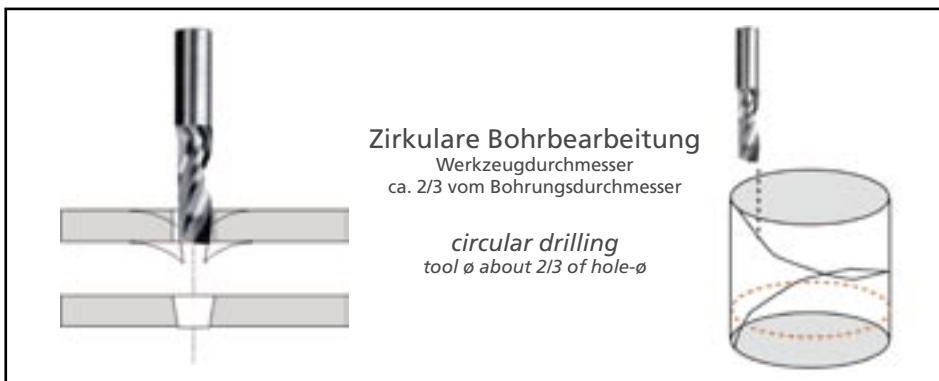 Zirkulare Bohrbearbeitung
Werkzeugdurchmesser
ca. 2/3 vom Bohrungsdurchmesser
circular drilling
tool ø about 2/3 of hole-ø